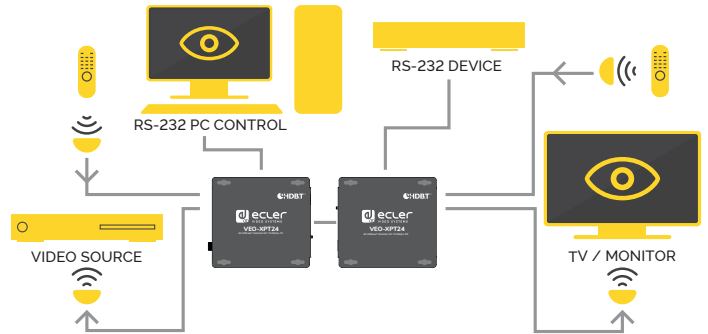 RS-232 PC CONTROL
RS-232 DEVICE
HDBT
ecler
VIDEO SYSTEMS
VEO-XPT24
HDBT
ecler
VIDEO SYSTEMS
VEO-XPT24
VIDEO SOURCE
TV / MONITOR